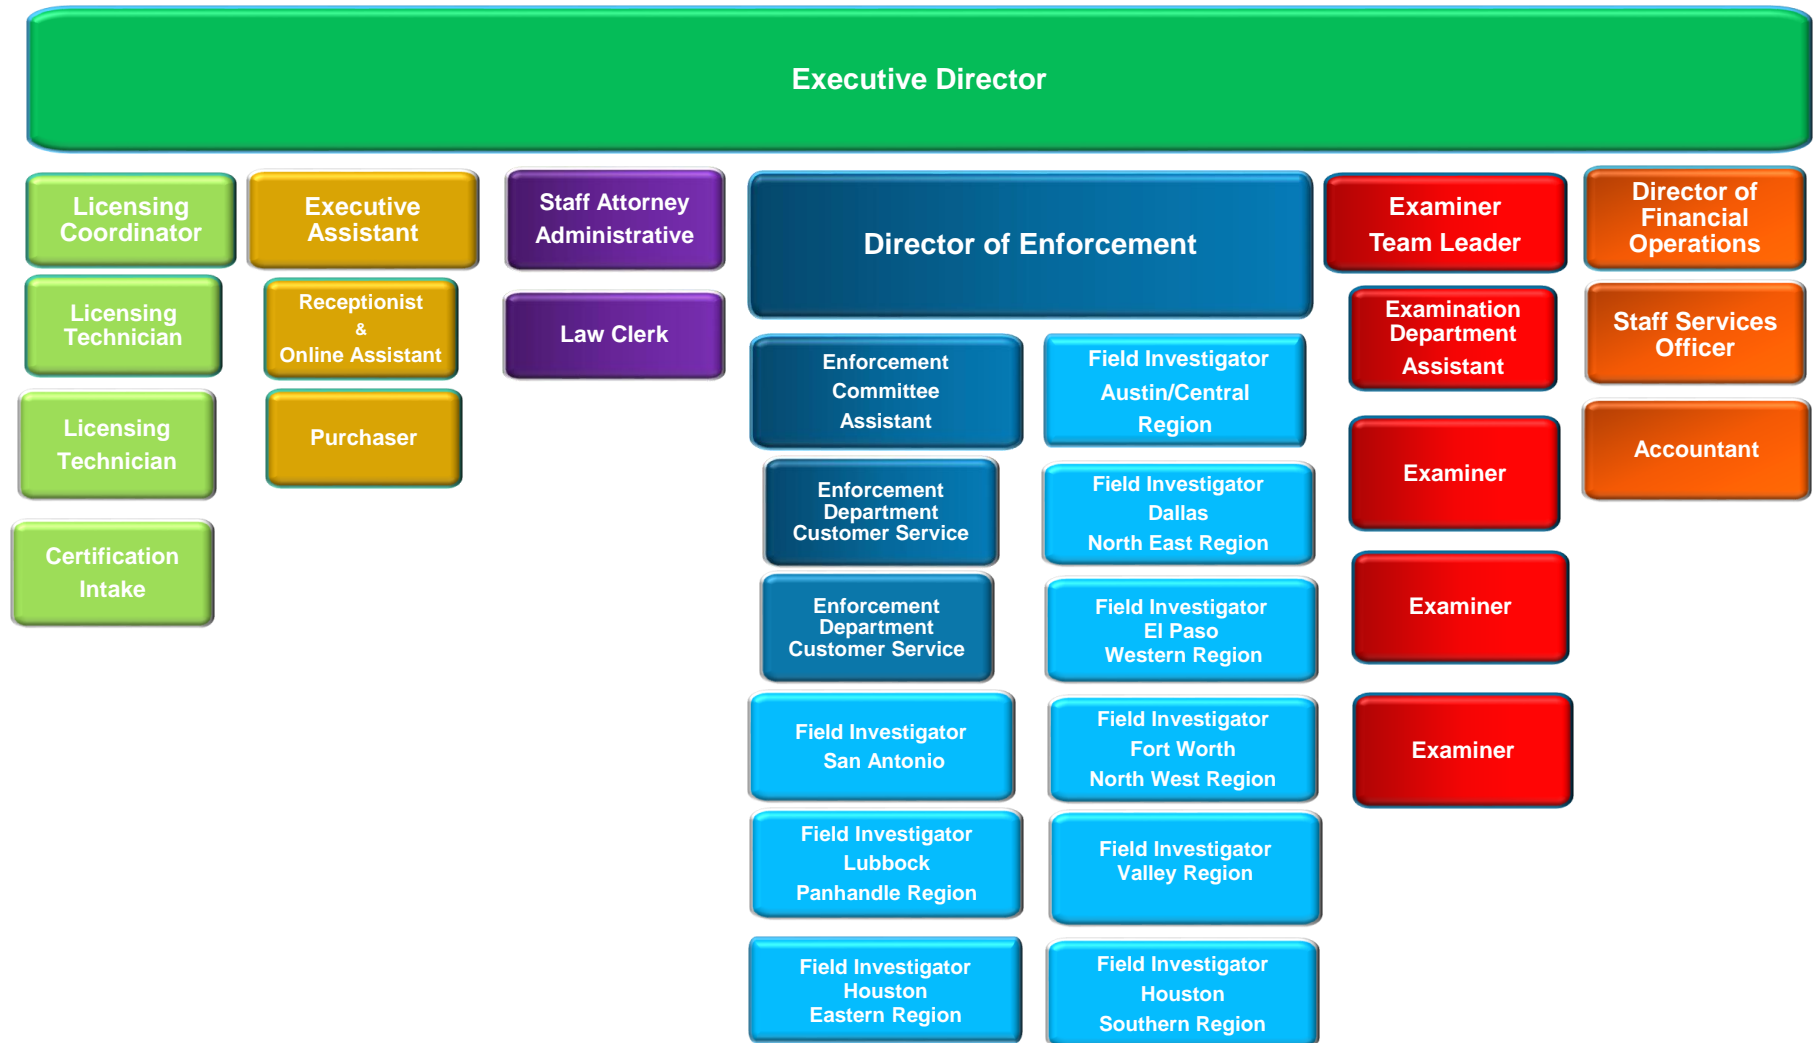 Executive Director
Licensing
Coordinator
Licensing
Technician
Licensing
Technician
Certification
Intake
Executive
Assistant
Receptionist
&
Online Assistant
Purchaser
Staff Attorney
Administrative
Law Clerk
Director of Enforcement
Enforcement
Committee
Assistant
Enforcement
Department
Customer Service
Enforcement
Department
Customer Service
Field Investigator
San Antonio
Field Investigator
Lubbock
Panhandle Region
Field Investigator
Houston
Eastern Region
Field Investigator
Austin/Central
Region
Field Investigator
Dallas
North East Region
Field Investigator
El Paso
Western Region
Field Investigator
Fort Worth
North West Region
Field Investigator
Valley Region
Field Investigator
Houston
Southern Region
Examiner
Team Leader
Examination
Department
Assistant
Examiner
Examiner
Examiner
Director of
Financial
Operations
Staff Services
Officer
Accountant